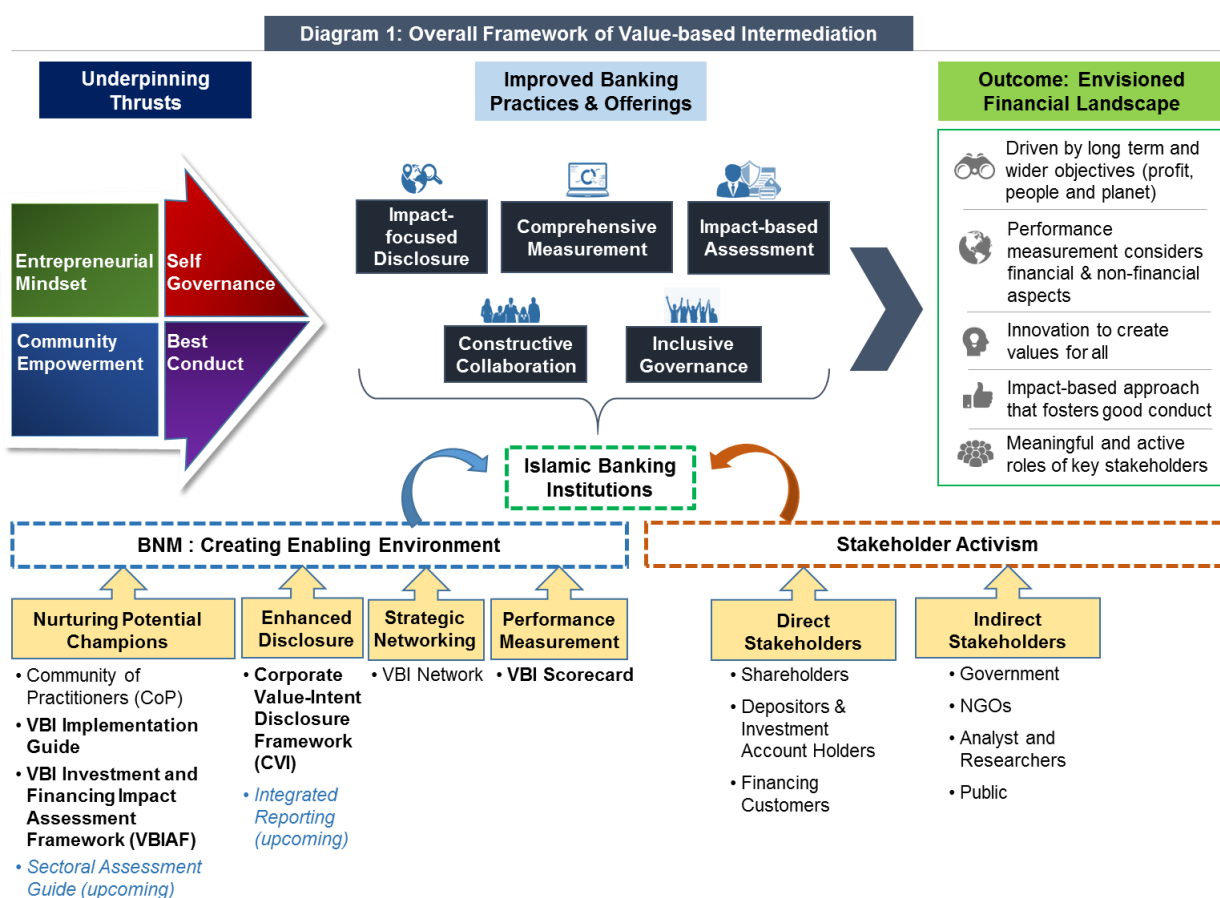 Diagram 1: Overall Framework of Value-based Intermediation
Underpinning
Thrusts
Improved Banking
Practices & Offerings
Outcome: Envisioned
Financial Landscape
Entrepreneurial
Mindset
Self
Governance
Community
Empowerment
Best
Conduct
Impact-
focused
Disclosure
Comprehensive
Measurement
Impact-based
Assessment
Constructive
Collaboration
Inclusive
Governance
Driven by long term and
wider objectives (profit,
people and planet)
Performance
measurement considers
financial & non-financial
aspects
Innovation to create
values for all
Impact-based approach
that fosters good conduct
Meaningful and active
roles of key stakeholders
Islamic Banking
Institutions
BNM : Creating Enabling Environment
Stakeholder Activism
Nurturing Potential
Champions
• Community of
Practitioners (CoP)
• VBI Implementation
Guide
• VBI Investment and
Financing Impact
Assessment
Framework (VBIAF)
• Sectoral Assessment
Guide (upcoming)
Enhanced
Disclosure
• Corporate
Value-Intent
Disclosure
Framework
(CVI)
• Integrated
Reporting
(upcoming)
Strategic
Networking
• VBI Network
Performance
Measurement
• VBI Scorecard
Direct
Stakeholders
• Shareholders
• Depositors &
Investment
Account Holders
• Financing
Customers
Indirect
Stakeholders
• Government
• NGOs
• Analyst and
Researchers
• Public